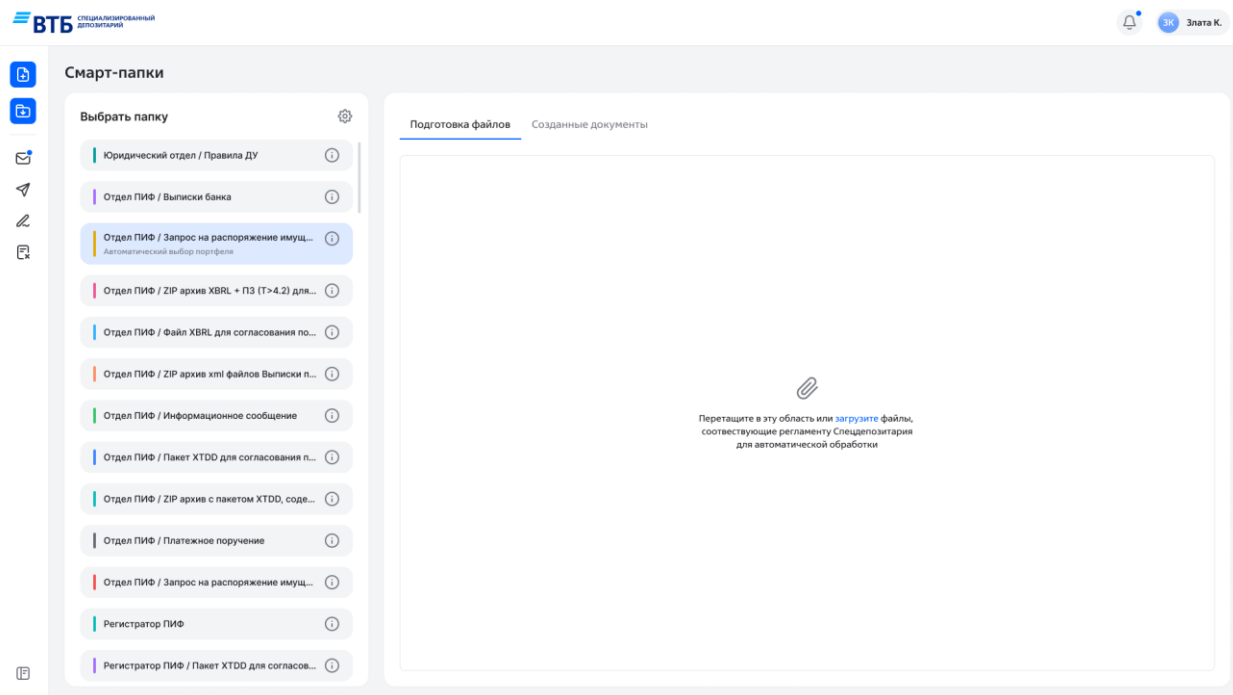 ВТБ СПЕЦИАЛИЗИРОВАННЫЙ
ДЕПОЗИТАРИЙ
ЗК Злата К.
Смарт-папки
Выбрать папку
Юридический отдел / Правила ДУ
Отдел ПИФ / Выписки банка
Отдел ПИФ / Запрос на распоряжение имущ...
Автоматический выбор портфеля
Отдел ПИФ / ZIP архив XBRL + ПЗ (T>4.2) для...
Отдел ПИФ / Файл XBRL для согласования по...
Отдел ПИФ / ZIP архив xml файлов Выписки п...
Отдел ПИФ / Информационное сообщение
Отдел ПИФ / Пакет XTDD для согласования п...
Отдел ПИФ / ZIP архив с пакетом XTDD, соде...
Отдел ПИФ / Платежное поручение
Отдел ПИФ / Запрос на распоряжение имущ...
Регистратор ПИФ
Регистратор ПИФ / Пакет XTDD для согласов...
Подготовка файлов Созданные документы
Перетащите в эту область или загрузите файлы,
соотвествующие регламенту Спецдепозитария
для автоматической обработки